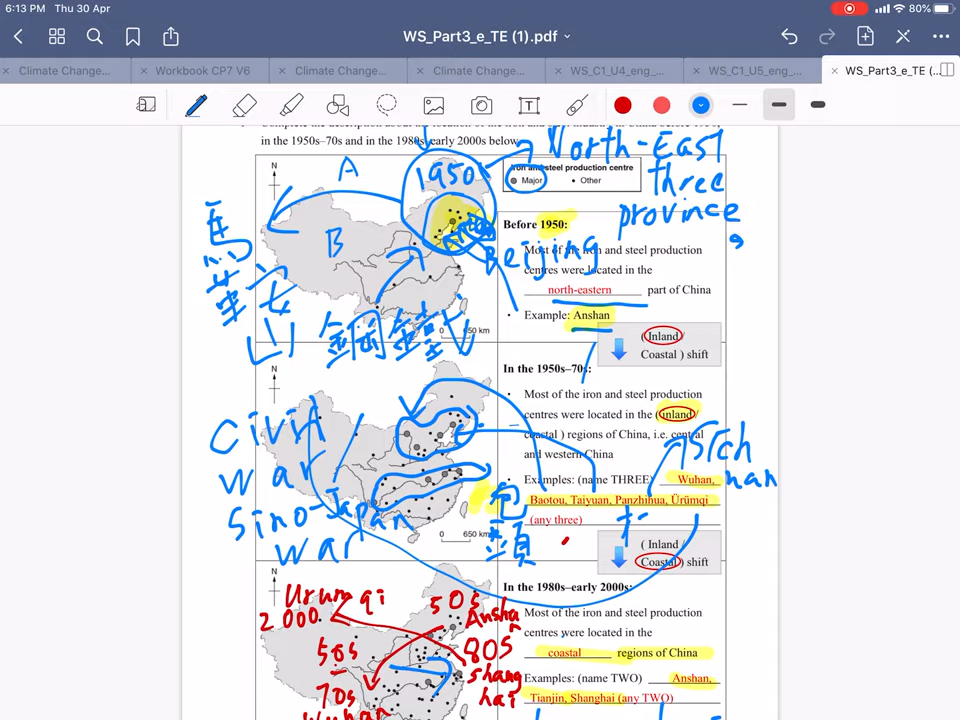 6:13 PM Thu 30 Apr
80%
WS_Part3_e_TE (1).pdf
Climate Change...
Workbook CP7 V6
Climate Change...
Climate Change...
WS_C1_U4_eng_...
WS_C1_U5_eng_...
WS_Part3_e_TE (...
in the 1950s–70s and in the 1980s–early 2000s below.
N
A
B
1950
North-East
three
province
Iron and steel production centre
Major
Other
Beijing
馬
鞍
山 鋼鐵
0 650 km
Before 1950:
Most of the iron and steel production
centres were located in the
north-eastern part of China
Example: Anshan
( Inland /
Coastal ) shift
N
Civil
war
Sino-Japan
war
包
頭
0 650 km
In the 1950s–70s:
Most of the iron and steel production
centres were located in the ( inland /
coastal ) regions of China, i.e. central
and western China
Examples: (name THREE) Wuhan,
Baotou, Taiyuan, Panzhihua, Ürümqi
(any three)
( Inland /
Coastal ) shift
N
Urumqi
2000
50s
70s
Wuhan
50s
Ansha
80s
shang
hai
In the 1980s–early 2000s:
Most of the iron and steel production
centres were located in the
coastal regions of China
Examples: (name TWO) Anshan,
Tianjin, Shanghai (any TWO)